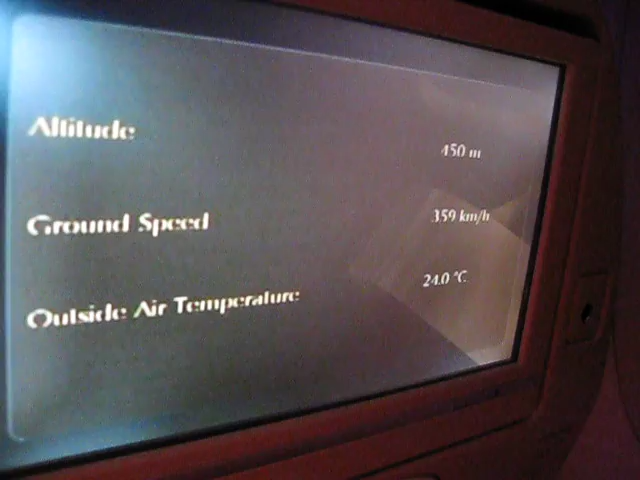 Altitude
450 m
Ground Speed
359 km/h
Outside Air Temperature
24.0 °C